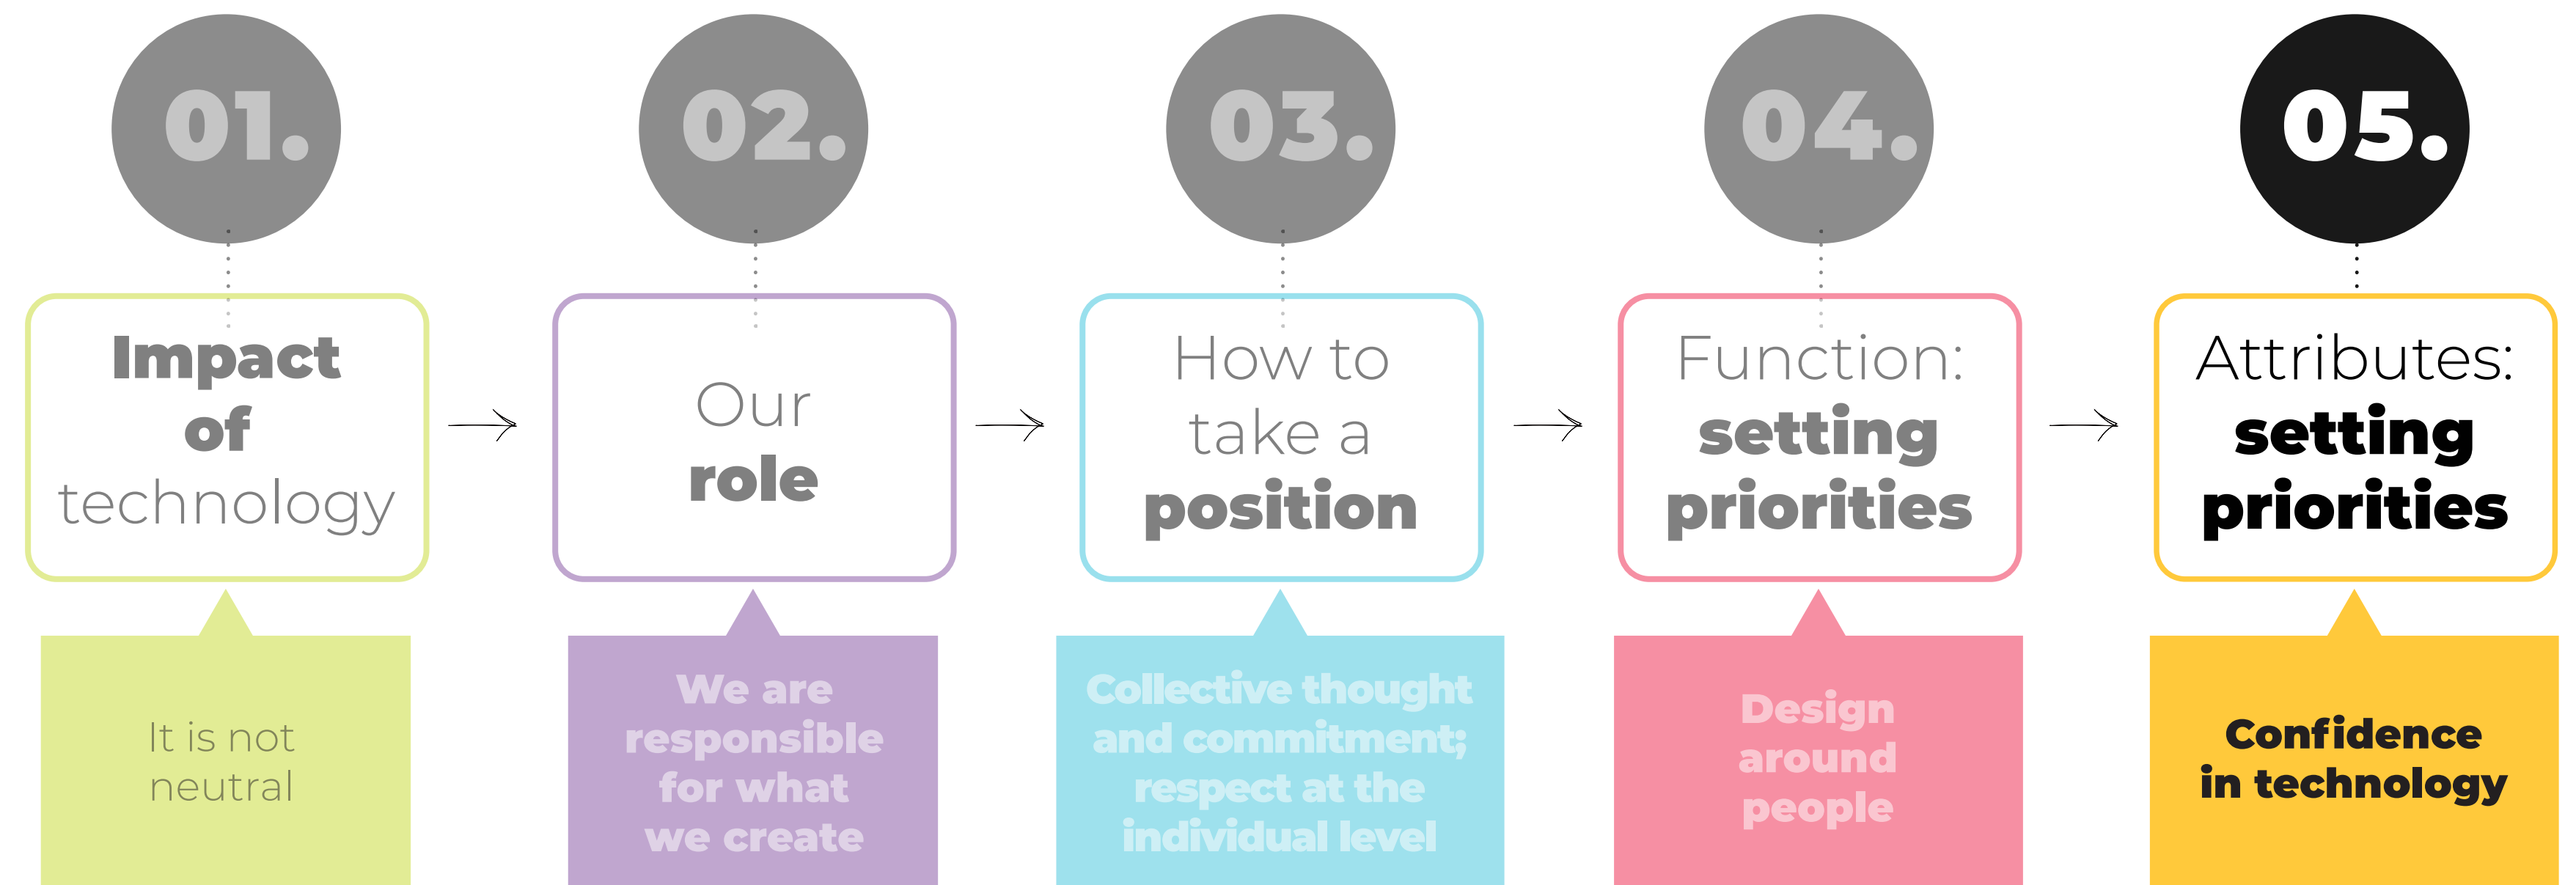 01.
Impact
of
technology
It is not
neutral
02.
Our
role
We are
responsible
for what
we create
03.
How to
take a
position
Collective thought
and commitment;
respect at the
individual level
04.
Function:
setting
priorities
Design
around
people
05.
Attributes:
setting
priorities
Confidence
in technology